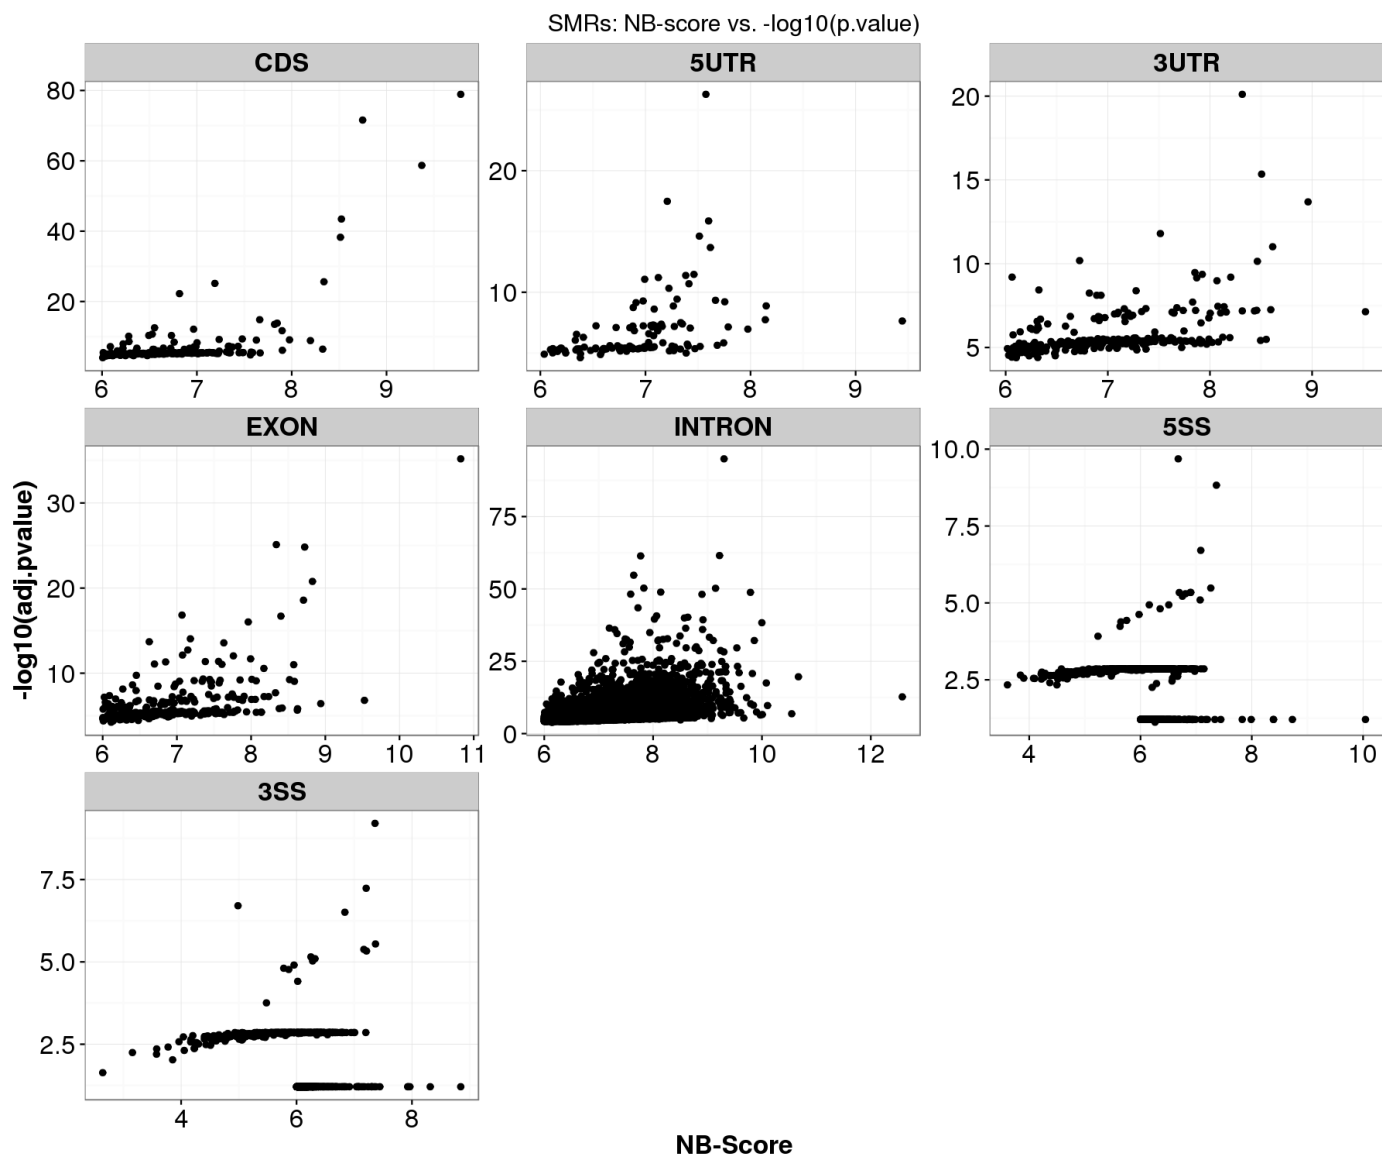 SMRs: NB-score vs. -log10(p.value)
CDS
5UTR
3UTR
80
60
40
20
6 7 8 9
20
10
6 7 8 9
20
15
10
5
6 7 8 9
EXON
INTRON
5SS
30
20
10
6 7 8 9 10 11
75
50
25
0
6 8 10 12
10.0
7.5
5.0
2.5
4 6 8 10
3SS
7.5
5.0
2.5
4 6 8
-log10(adj.pvalue)
NB-Score